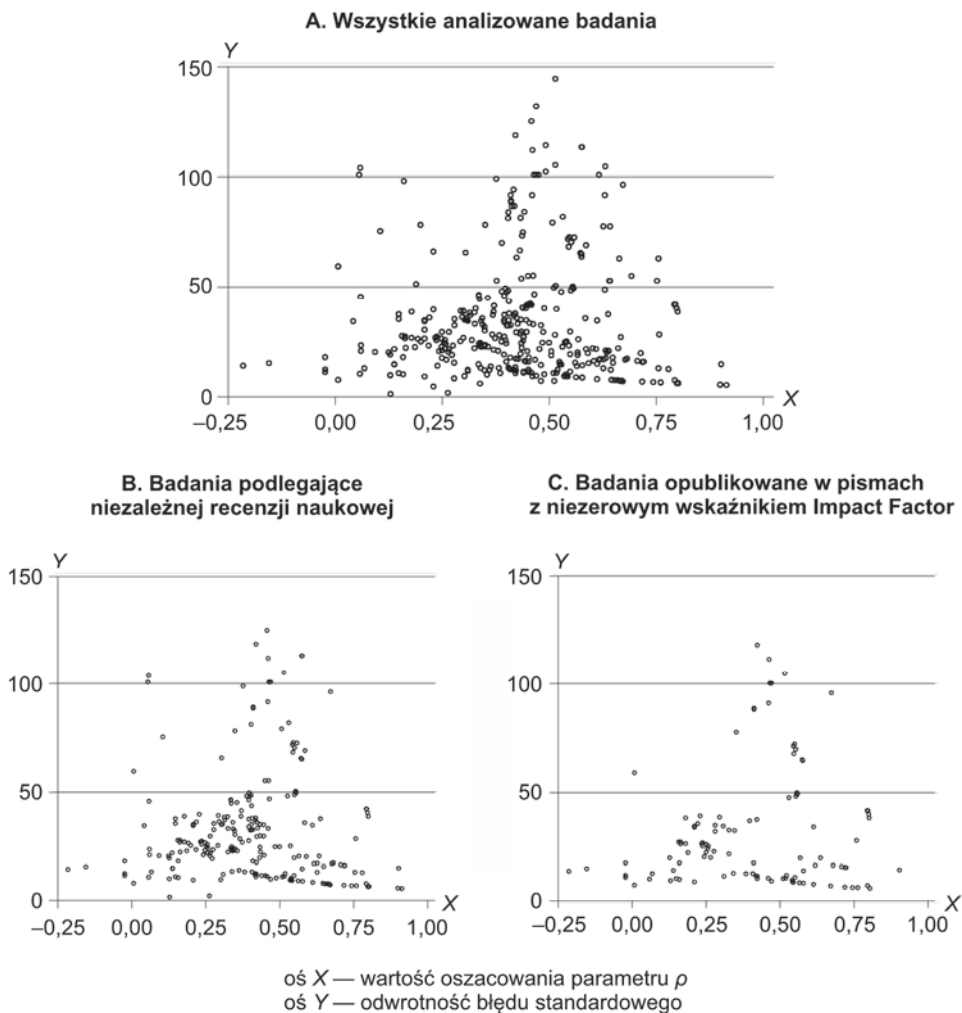 A. Wszystkie analizowane badania
Y
150
100
50
0
X
–0,25 0,00 0,25 0,50 0,75 1,00
B. Badania podlegające
niezależnej recenzji naukowej
Y
150
100
50
0
X
–0,25 0,00 0,25 0,50 0,75 1,00
C. Badania opublikowane w pismach
z niezerowym wskaźnikiem Impact Factor
Y
150
100
50
0
X
–0,25 0,00 0,25 0,50 0,75 1,00
oś X — wartość oszacowania parametru ρ
oś Y — odwrotność błędu standardowego